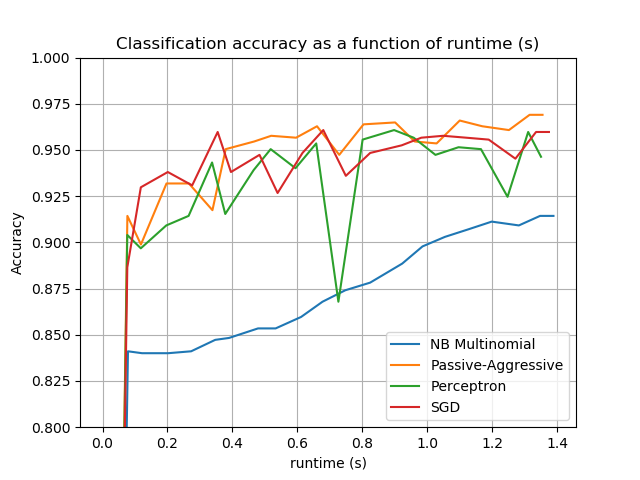 Classification accuracy as a function of runtime (s)
1.000
0.975
0.950
0.925
0.900
0.875
0.850
0.825
0.800
Accuracy
NB Multinomial
Passive-Aggressive
Perceptron
SGD
0.0 0.2 0.4 0.6 0.8 1.0 1.2 1.4
runtime (s)